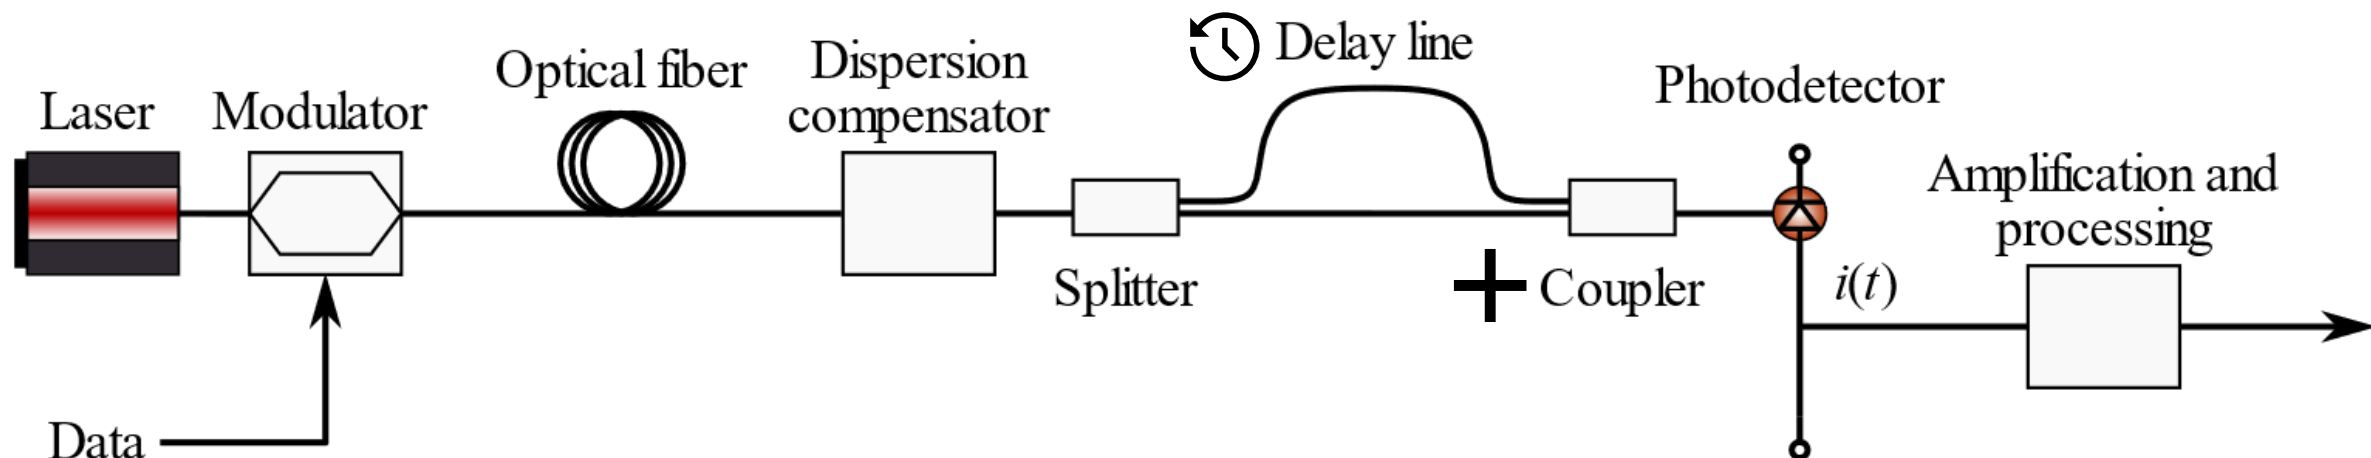 Laser
Modulator
Optical fiber
Dispersion
compensator
Delay line
Splitter
Coupler
Photodetector
i(t)
Amplification and
processing
Data